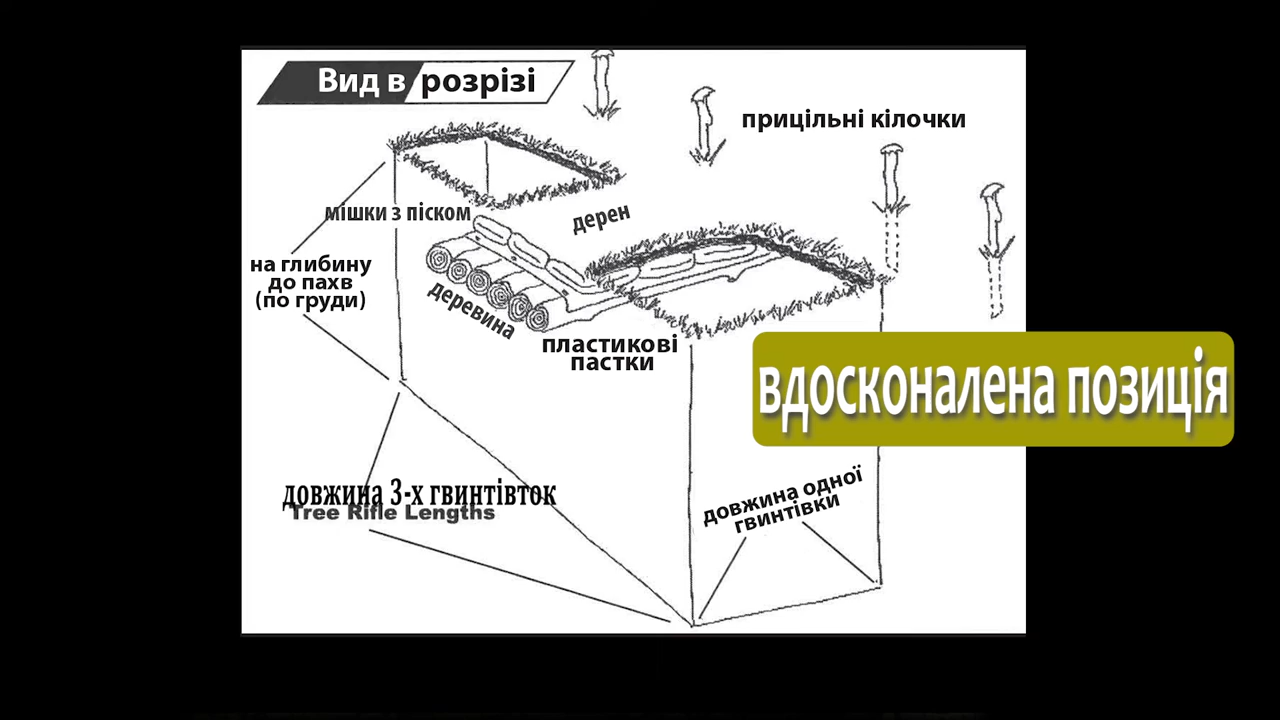 Вид в розрізі
прицільні кілочки
мішки з піском
дерен
на глибину
до пахв
(по груди)
деревина
пластикові
пастки
вдосконалена позиція
довжина 3-х гвинтівток
Tree Rifle Lengths
довжина одної
гвинтівки